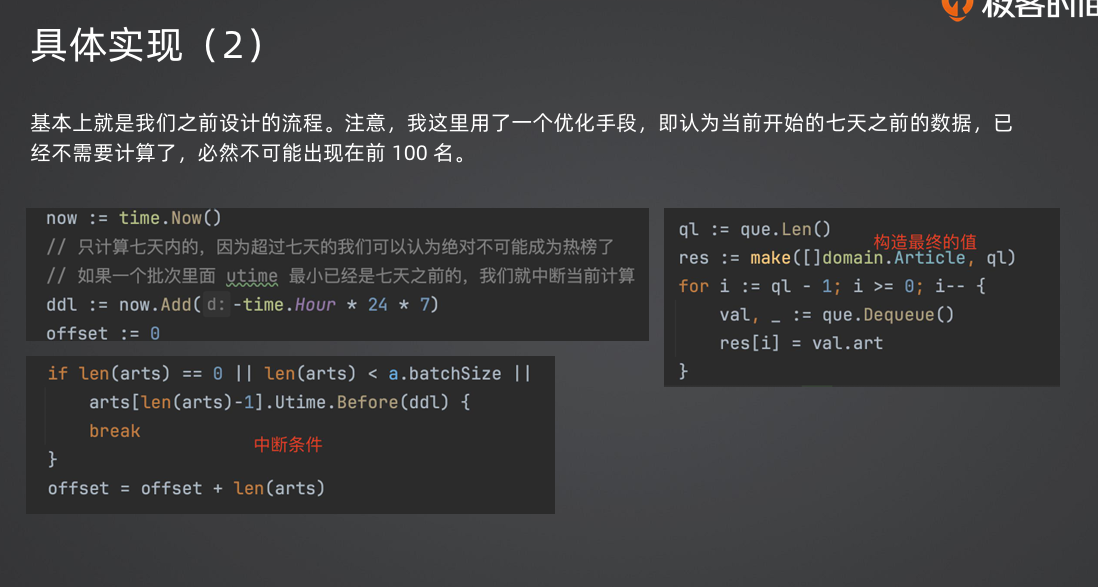 极客时间
具体实现（2）
基本上就是我们之前设计的流程。注意，我这里用了一个优化手段，即认为当前开始的七天之前的数据，已
经不需要计算了，必然不可能出现在前 100 名。
now := time.Now()
// 只计算七天内的，因为超过七天的我们可以认为绝对不可能成为热榜了
// 如果一个批次里面 utime 最小已经是七天之前的，我们就中断当前计算
ddl := now.Add( d: -time.Hour * 24 * 7)
offset := 0
if len(arts) == 0 || len(arts) < a.batchSize ||
arts[len(arts)-1].Utime.Before(ddl) {
break
}
中断条件
offset = offset + len(arts)
ql := que.Len()
构造最终的值
res := make([]domain.Article, ql)
for i := ql - 1; i >= 0; i-- {
val, _ := que.Dequeue()
res[i] = val.art
}